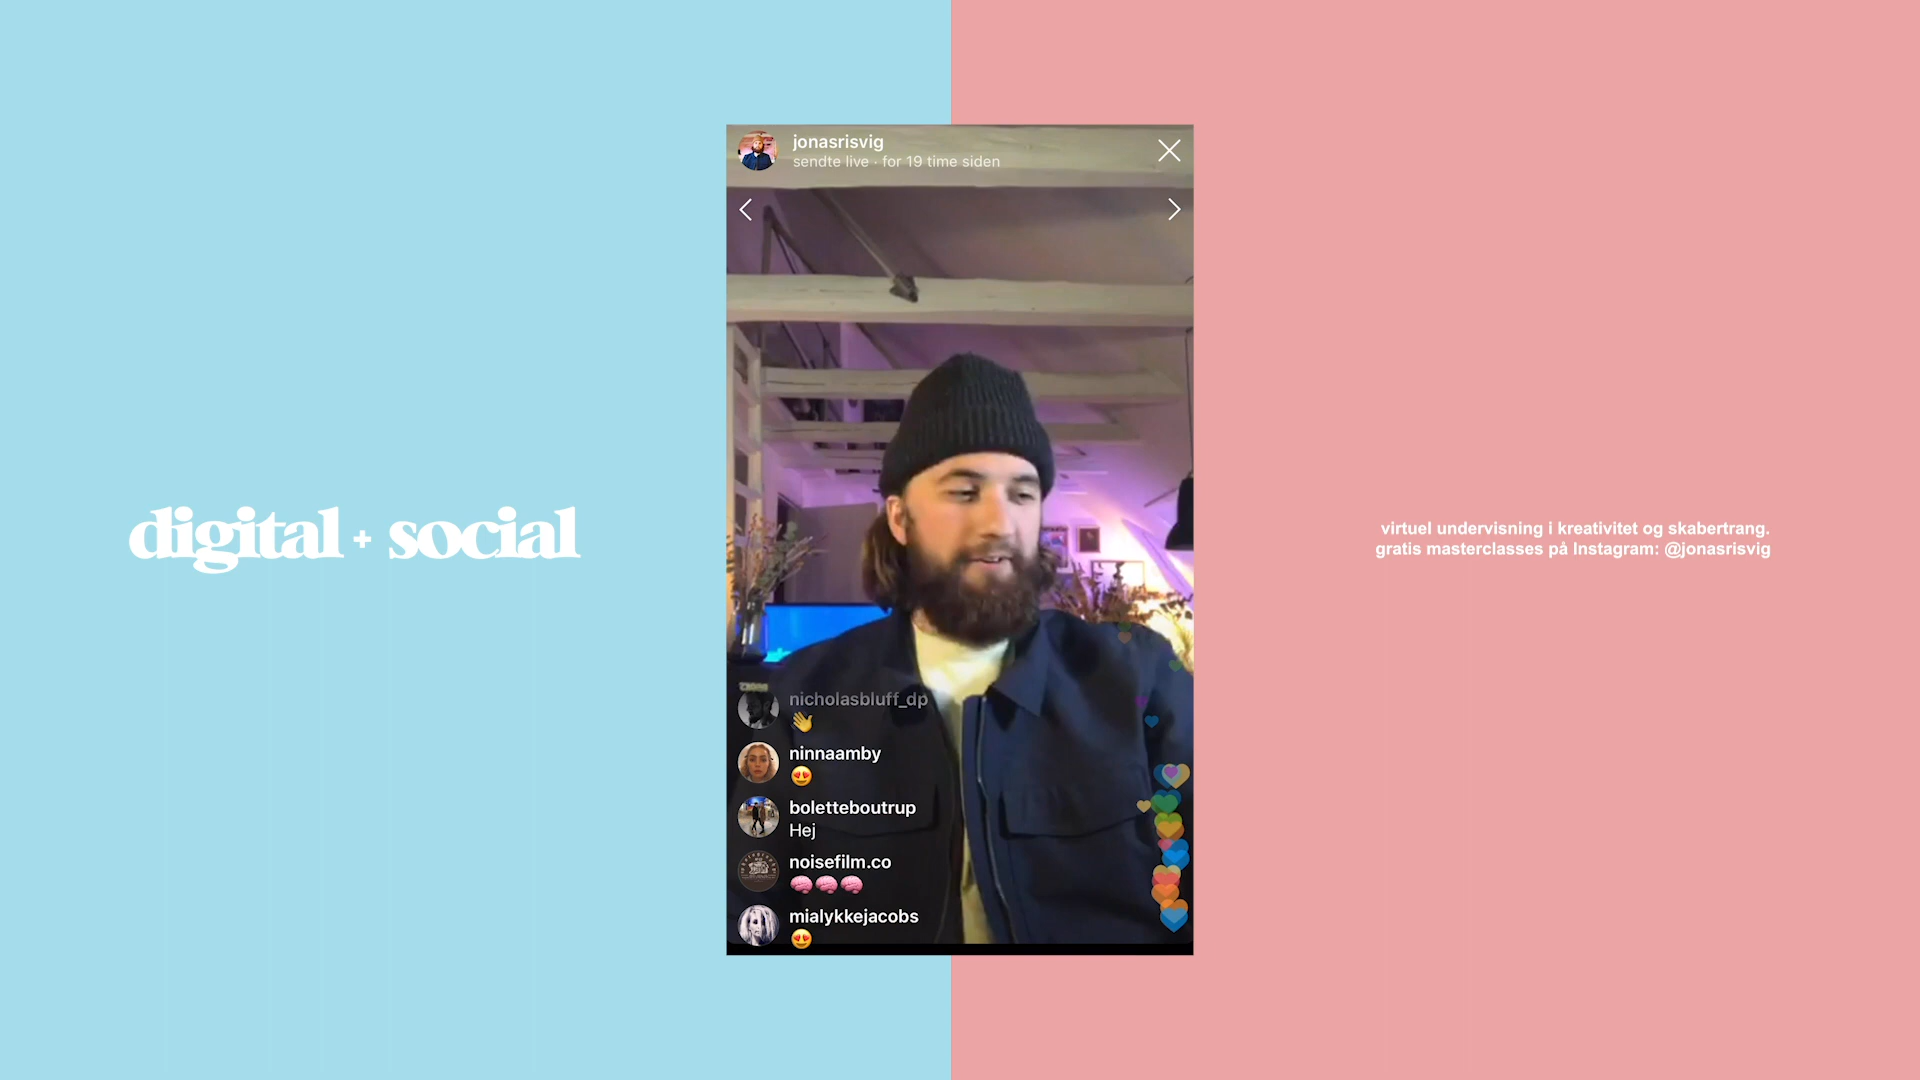 jonasrisvig
sendte live · for 19 time siden
digital + social
virtuel undervisning i kreativitet og skabertrang.
gratis masterclasses på Instagram: @jonasrisvig
nicholasbluff_dp
👋
ninnaamby
😍
boletteboutrup
Hej
noisefilm.co
🧠🧠🧠
mialykkejacobs
😍